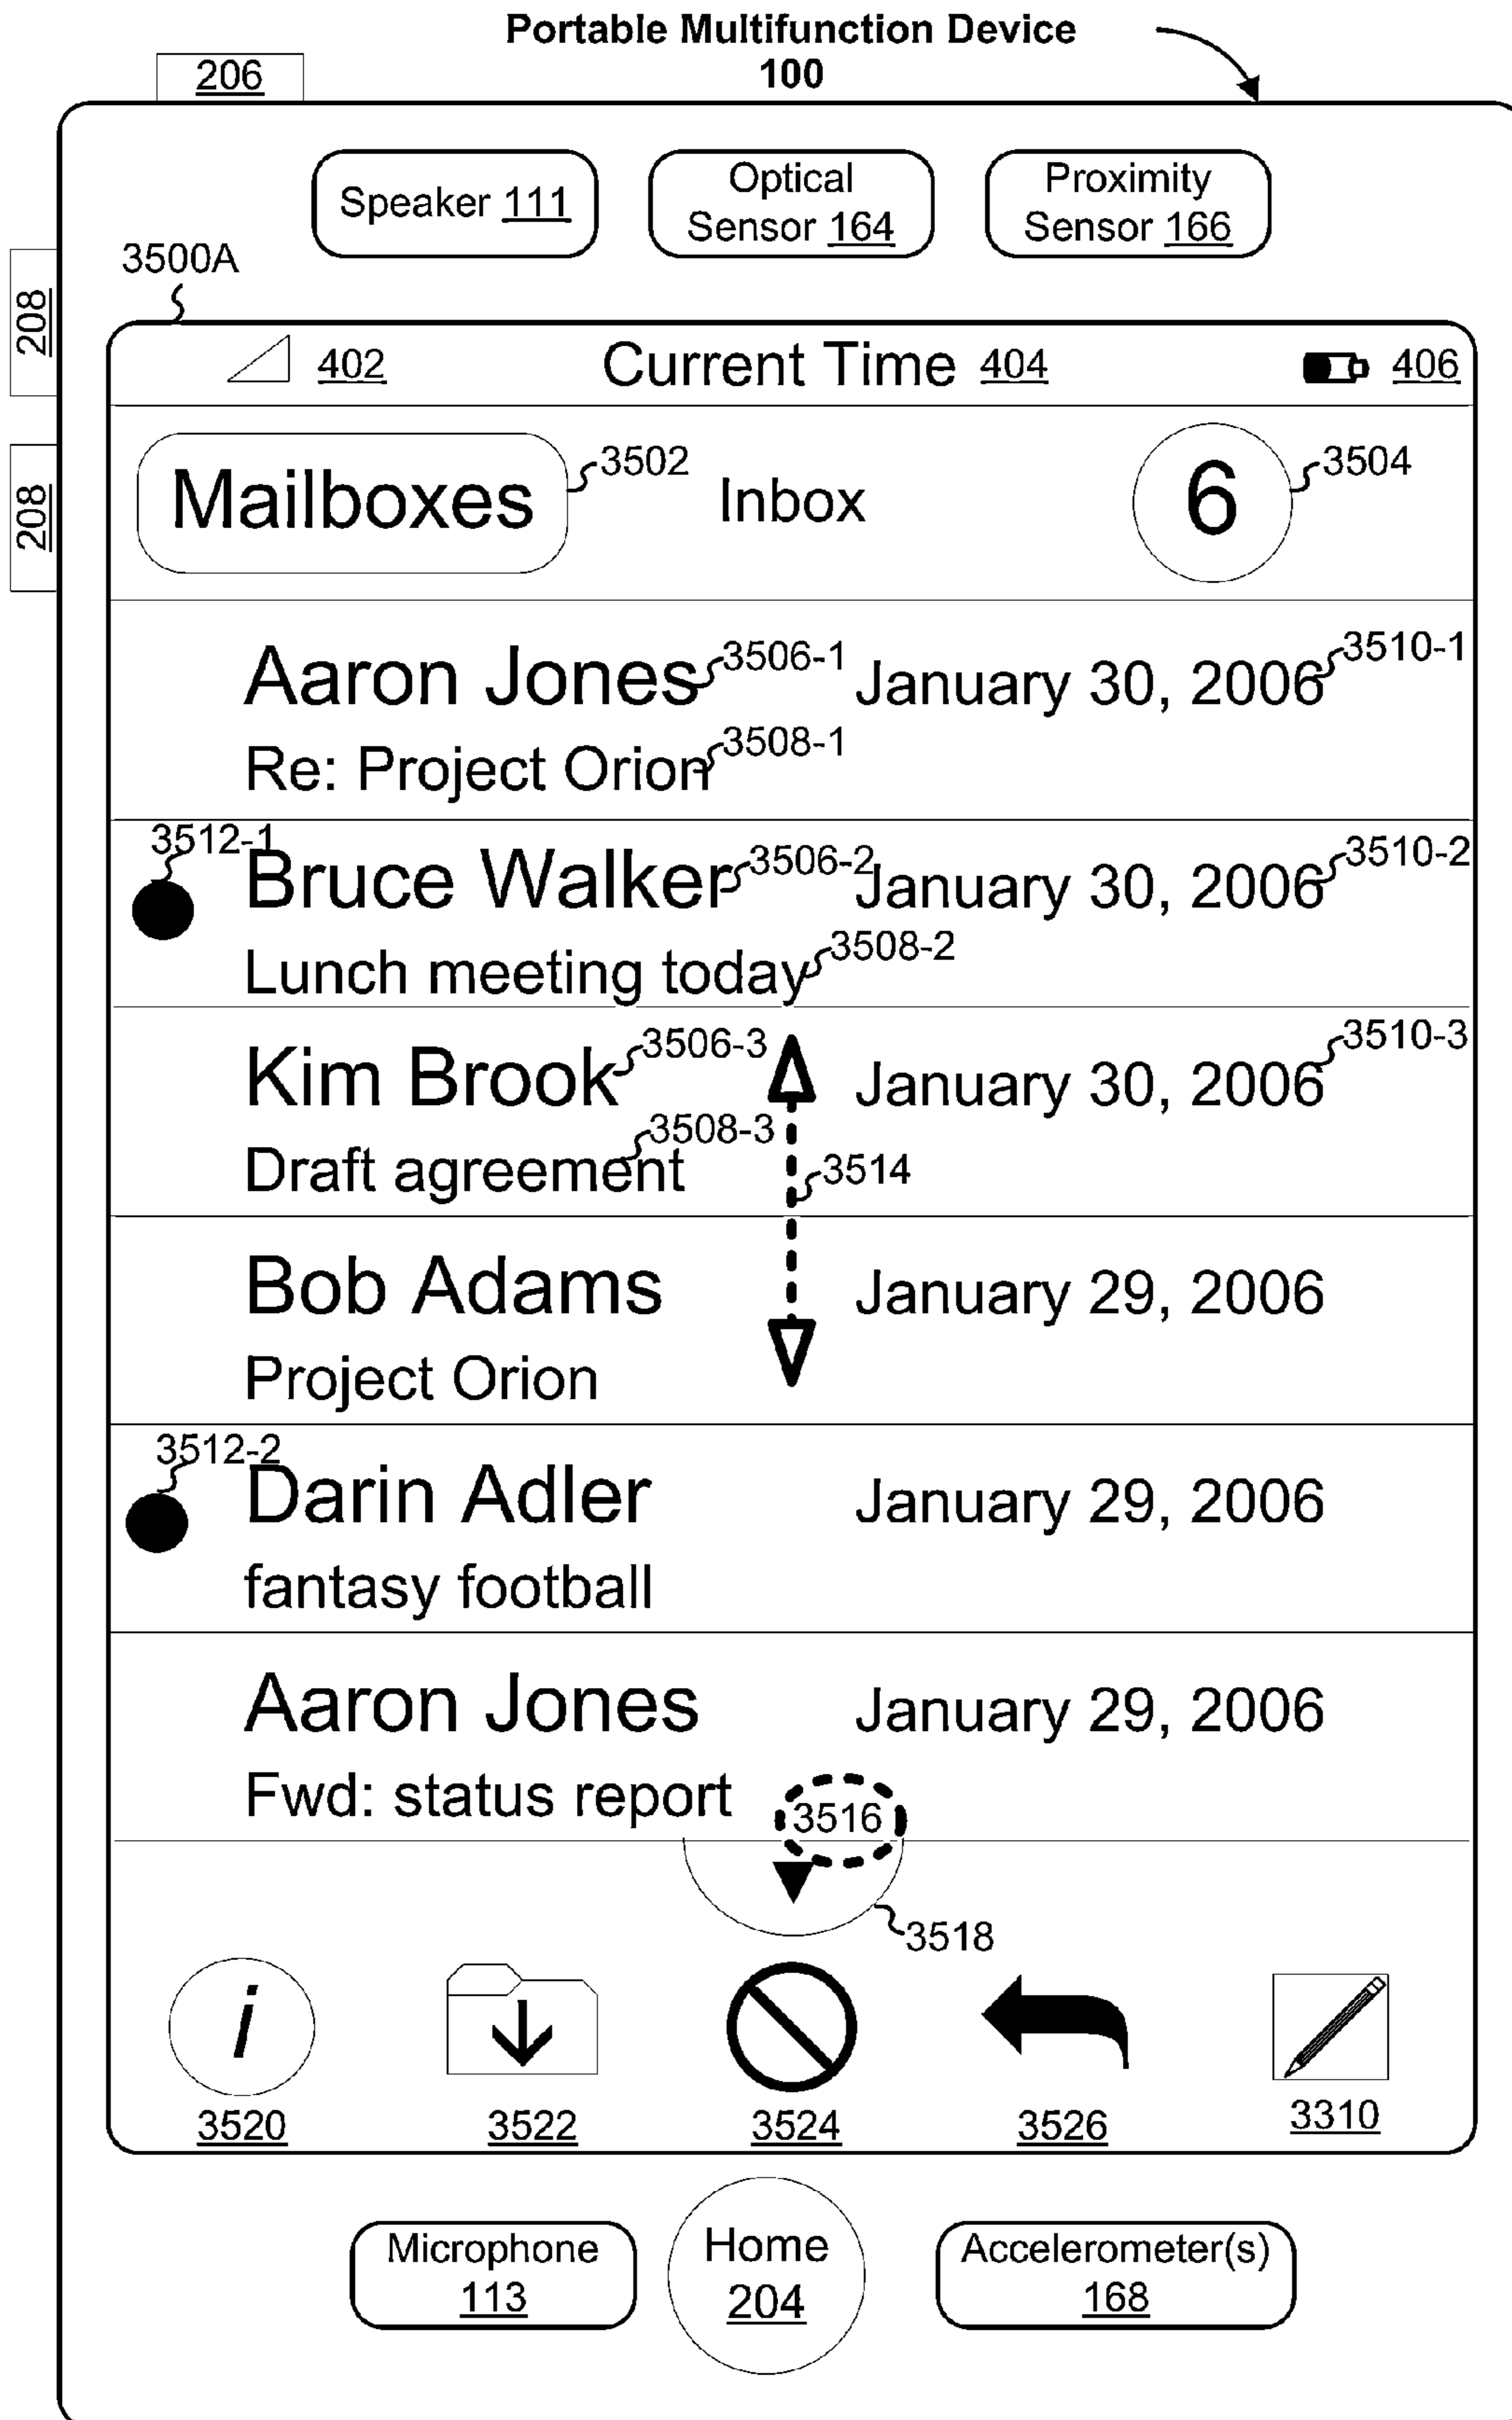 Portable Multifunction Device
100
206
Speaker 111
Optical
Sensor 164
Proximity
Sensor 166
3500A
208
208
402
Current Time 404
406
Mailboxes
3502
Inbox
6
3504
Aaron Jones 3506-1 January 30, 2006 3510-1
Re: Project Orion 3508-1
3512-1
Bruce Walker 3506-2 January 30, 2006 3510-2
Lunch meeting today 3508-2
Kim Brook 3506-3 January 30, 2006 3510-3
Draft agreement 3508-3
3514
Bob Adams January 29, 2006
Project Orion
3512-2
Darin Adler January 29, 2006
fantasy football
Aaron Jones January 29, 2006
Fwd: status report
3516
3518
i
3520 3522 3524 3526 3310
Microphone
113
Home
204
Accelerometer(s)
168